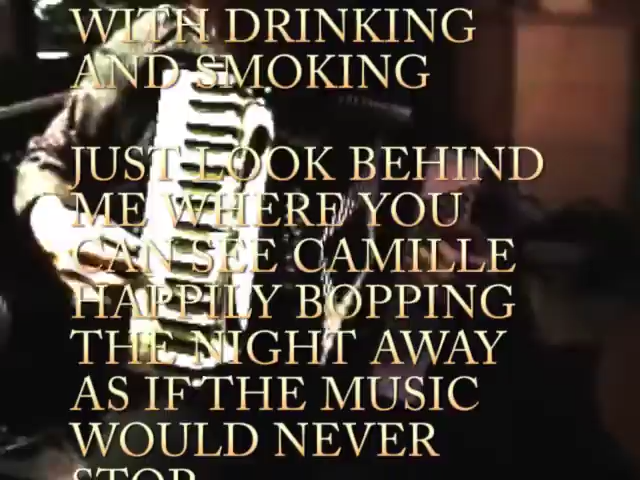 WITH DRINKING
AND SMOKING
JUST LOOK BEHIND
ME WHERE YOU
CAN SEE CAMILLE
HAPPILY BOPPING
THE NIGHT AWAY
AS IF THE MUSIC
WOULD NEVER
STOP